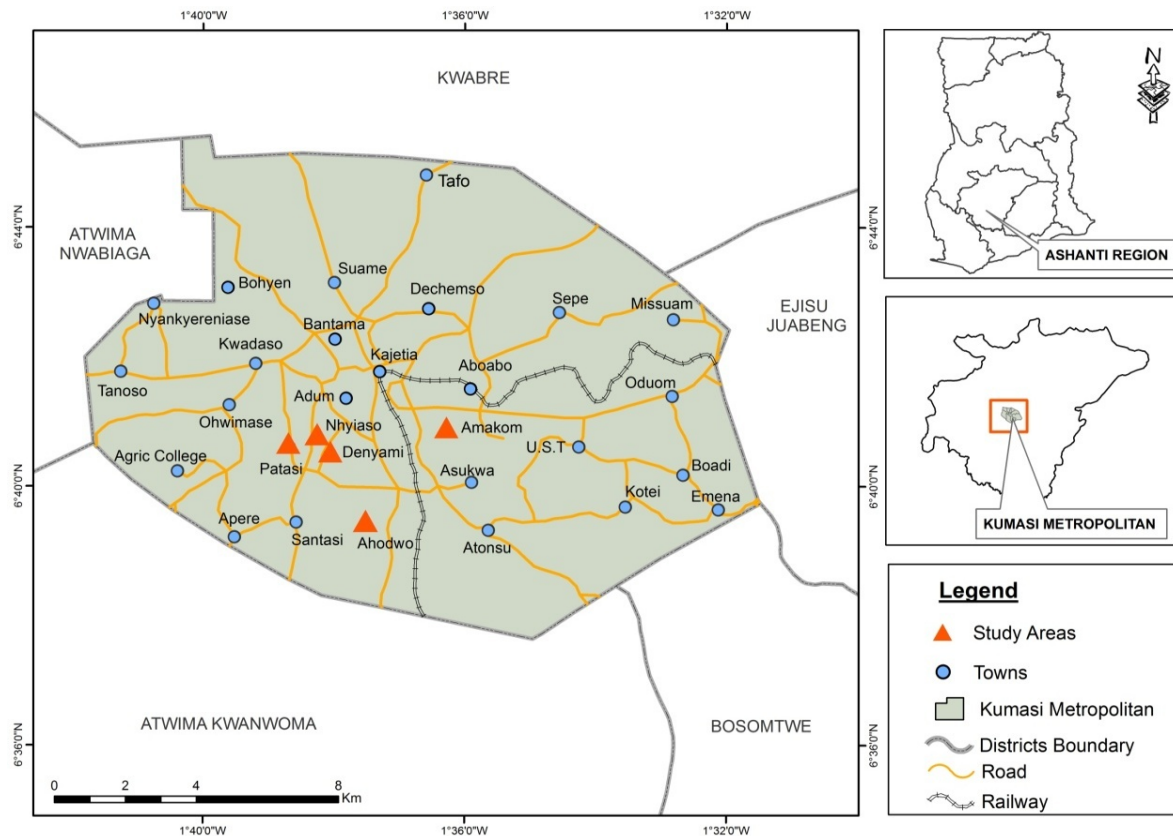 1°40'0"W
1°36'0"W
1°32'0"W
KWABRE
Tafo
6°44'0"N
6°44'0"N
ATWIMA
NWABIAGA
Suame
Bohyen
Dechemso
Sepe
Missuam
EJISU
JUABENG
Nyankyereniase
Bantama
Kwadaso
Kajetia
Aboabo
Oduom
Tanoso
Adum
Ohwimase
Nhyiaso
Amakom
Patasi
Denyami
U.S.T
Agric College
Asukwa
Boadi
6°40'0"N
6°40'0"N
Kotei
Emena
Apere
Santasi
Ahodwo
Atonsu
ATWIMA KWANWOMA
BOSOMTWE
6°36'0"N
6°36'0"N
0 2 4 8
Km
1°40'0"W
1°36'0"W
1°32'0"W
N
ASHANTI REGION
KUMASI METROPOLITAN
Legend
Study Areas
Towns
Kumasi Metropolitan
Districts Boundary
Road
Railway